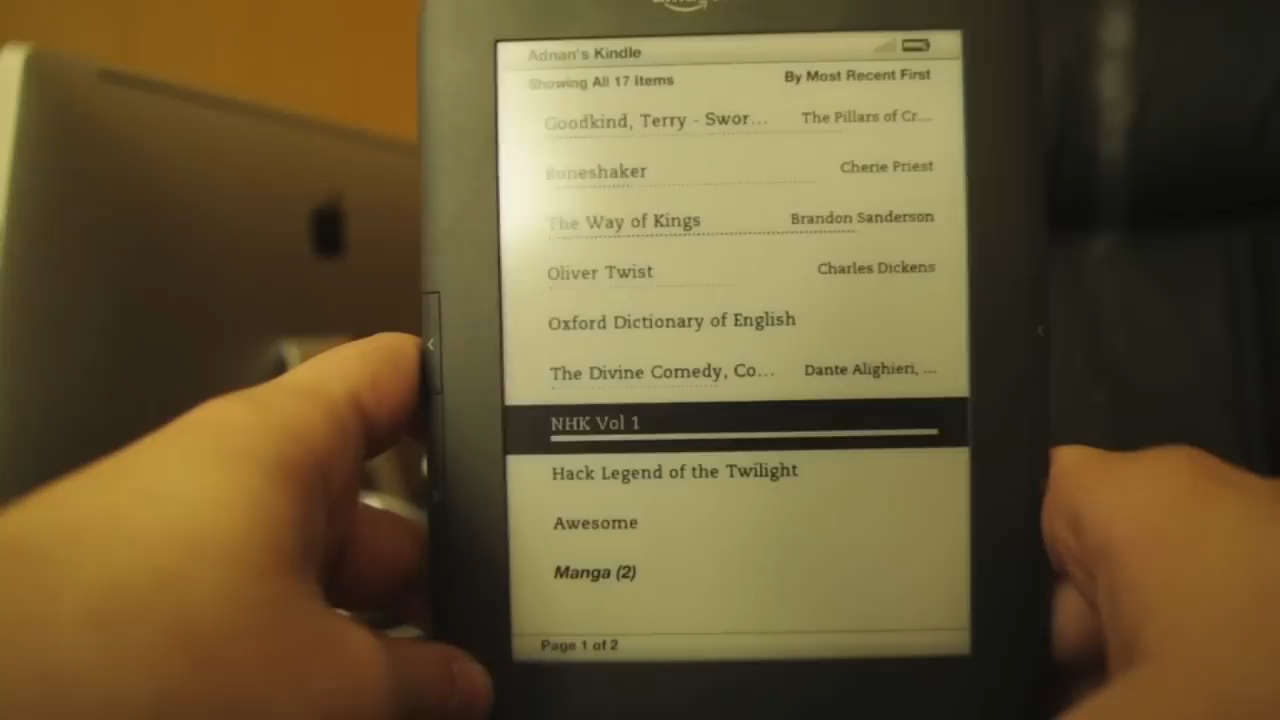 Adnan's Kindle
Showing All 17 Items By Most Recent First
Goodkind, Terry - Swor... The Pillars of Cr...
Boneshaker Cherie Priest
The Way of Kings Brandon Sanderson
Oliver Twist Charles Dickens
Oxford Dictionary of English
The Divine Comedy, Co... Dante Alighieri, ...
NHK Vol 1
Hack Legend of the Twilight
Awesome
Manga (2)
Page 1 of 2